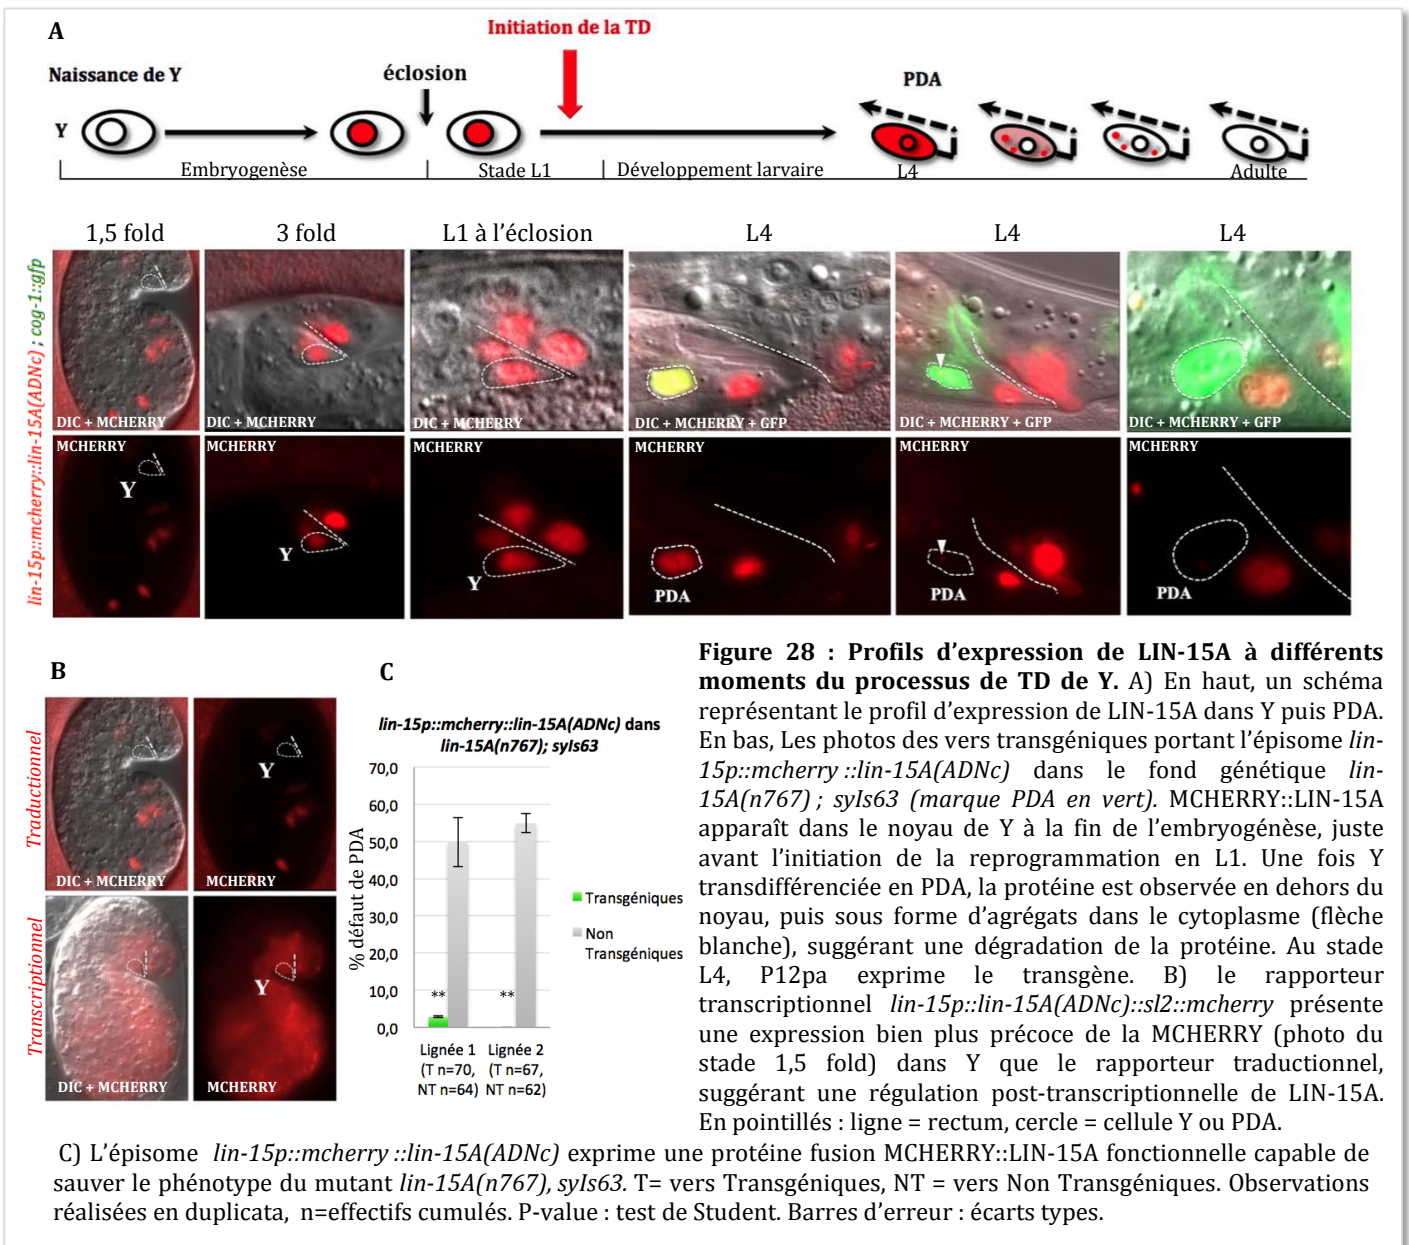 A
Initiation de la TD
Naissance de Y
éclosion
PDA
Y
Embryogenèse
Stade L1
Développement larvaire
L4
Adulte
1,5 fold
3 fold
L1 à l'éclosion
L4
L4
L4
lin-15p::mcherry::lin-15A(ADNc) ; cog-1::gfp
DIC + MCHERRY
DIC + MCHERRY
DIC + MCHERRY
DIC + MCHERRY + GFP
DIC + MCHERRY + GFP
DIC + MCHERRY + GFP
MCHERRY
MCHERRY
MCHERRY
MCHERRY
MCHERRY
MCHERRY
Y
Y
Y
PDA
PDA
PDA
B
Traductionnel
Y
DIC + MCHERRY
MCHERRY
Transcriptionnel
Y
DIC + MCHERRY
MCHERRY
C
lin-15p::mcherry::lin-15A(ADNc) dans
lin-15A(n767); syIs63
% défaut de PDA
70,0
60,0
50,0
40,0
30,0
20,0
10,0
0,0
**
**
Lignée 1
(T n=70,
NT n=64)
Lignée 2
(T n=67,
NT n=62)
Transgéniques
Non
Transgéniques
Figure 28 : Profils d'expression de LIN-15A à différents
moments du processus de TD de Y. A) En haut, un schéma
représentant le profil d'expression de LIN-15A dans Y puis PDA.
En bas, Les photos des vers transgéniques portant l'épisome lin-
15p::mcherry ::lin-15A(ADNc) dans le fond génétique lin-
15A(n767) ; syIs63 (marque PDA en vert). MCHERRY::LIN-15A
apparaît dans le noyau de Y à la fin de l'embryogénèse, juste
avant l'initiation de la reprogrammation en L1. Une fois Y
transdifférenciée en PDA, la protéine est observée en dehors du
noyau, puis sous forme d'agrégats dans le cytoplasme (flèche
blanche), suggérant une dégradation de la protéine. Au stade
L4, P12pa exprime le transgène. B) le rapporteur
transcriptionnel lin-15p::lin-15A(ADNc)::sl2::mcherry présente
une expression bien plus précoce de la MCHERRY (photo du
stade 1,5 fold) dans Y que le rapporteur traductionnel,
suggérant une régulation post-transcriptionnelle de LIN-15A.
En pointillés : ligne = rectum, cercle = cellule Y ou PDA.
C) L'épisome lin-15p::mcherry ::lin-15A(ADNc) exprime une protéine fusion MCHERRY::LIN-15A fonctionnelle capable de
sauver le phénotype du mutant lin-15A(n767), syIs63. T= vers Transgéniques, NT = vers Non Transgéniques. Observations
réalisées en duplicata, n=effectifs cumulés. P-value : test de Student. Barres d'erreur : écarts types.